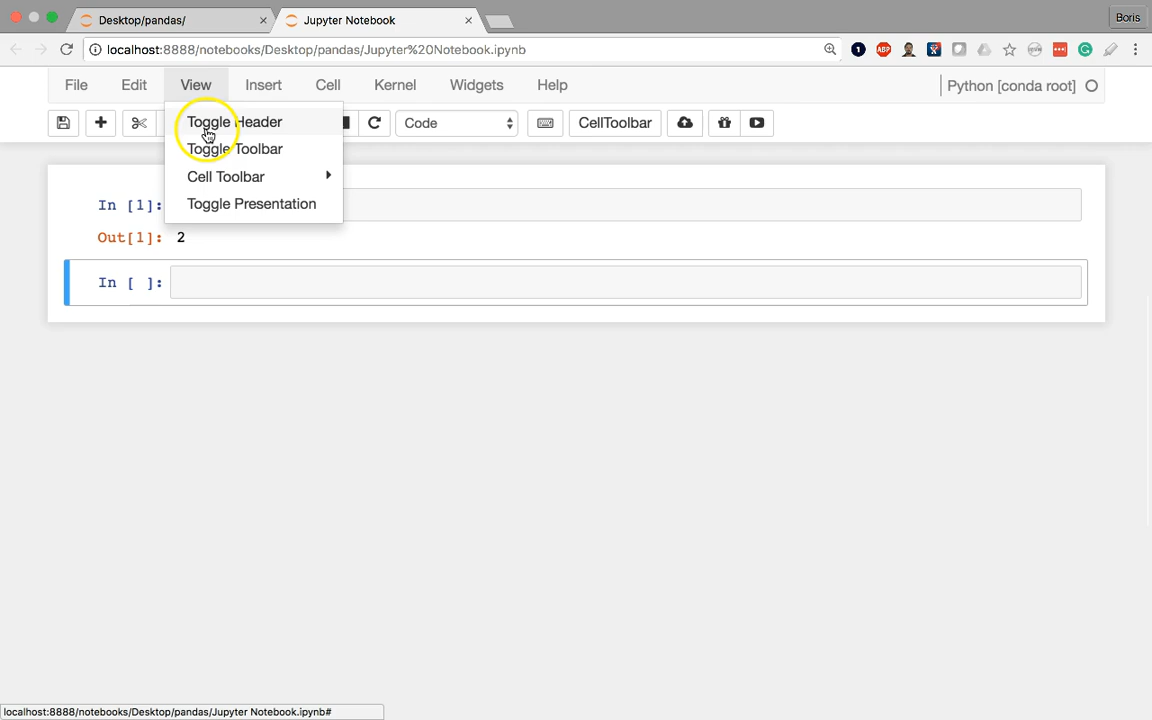 Desktop/pandas/
Jupyter Notebook
Boris
localhost:8888/notebooks/Desktop/pandas/Jupyter%20Notebook.ipynb
File Edit View Insert Cell Kernel Widgets Help
Python [conda root]
Code
CellToolbar
Toggle Header
Toggle Toolbar
Cell Toolbar
Toggle Presentation
In [1]:
Out[1]: 2
In [ ]:
localhost:8888/notebooks/Desktop/pandas/Jupyter Notebook.ipynb#